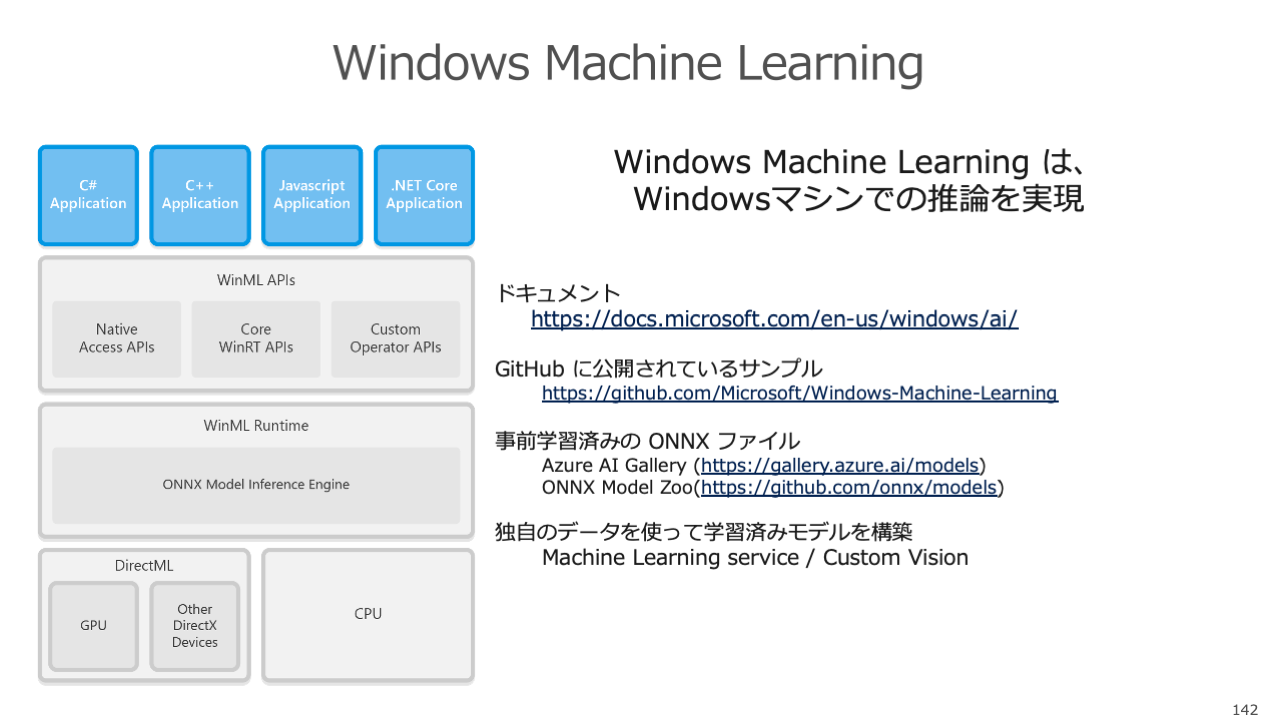 Windows Machine Learning
C#
Application
C++
Application
Javascript
Application
.NET Core
Application
WinML APIs
Native
Access APIs
Core
WinRT APIs
Custom
Operator APIs
WinML Runtime
ONNX Model Inference Engine
DirectML
GPU
Other
DirectX
Devices
CPU
Windows Machine Learning は、
Windowsマシンでの推論を実現
ドキュメント
https://docs.microsoft.com/en-us/windows/ai/
GitHub に公開されているサンプル
https://github.com/Microsoft/Windows-Machine-Learning
事前学習済みの ONNX ファイル
Azure AI Gallery (https://gallery.azure.ai/models)
ONNX Model Zoo(https://github.com/onnx/models)
独自のデータを使って学習済みモデルを構築
Machine Learning service / Custom Vision
142